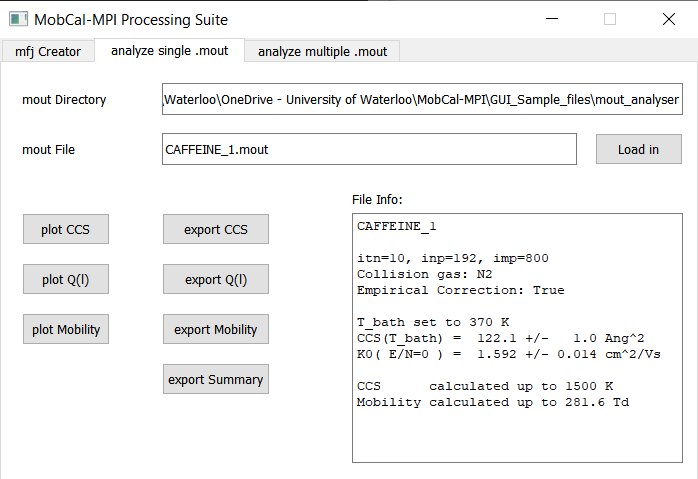 MobCal-MPI Processing Suite
mfj Creator
analyze single .mout
analyze multiple .mout
mout Directory
\Waterloo\OneDrive - University of Waterloo\MobCal-MPI\GUI_Sample_files\mout_analyser
mout File
CAFFEINE_1.mout
Load in
File Info:
plot CCS
export CCS
plot Q(l)
export Q(l)
plot Mobility
export Mobility
export Summary
CAFFEINE_1
itn=10, inp=192, imp=800
Collision gas: N2
Empirical Correction: True
T_bath set to 370 K
CCS(T_bath) =  122.1 +/-   1.0 Ang^2
K0( E/N=0 ) =  1.592 +/- 0.014 cm^2/Vs
CCS      calculated up to 1500 K
Mobility calculated up to 281.6 Td